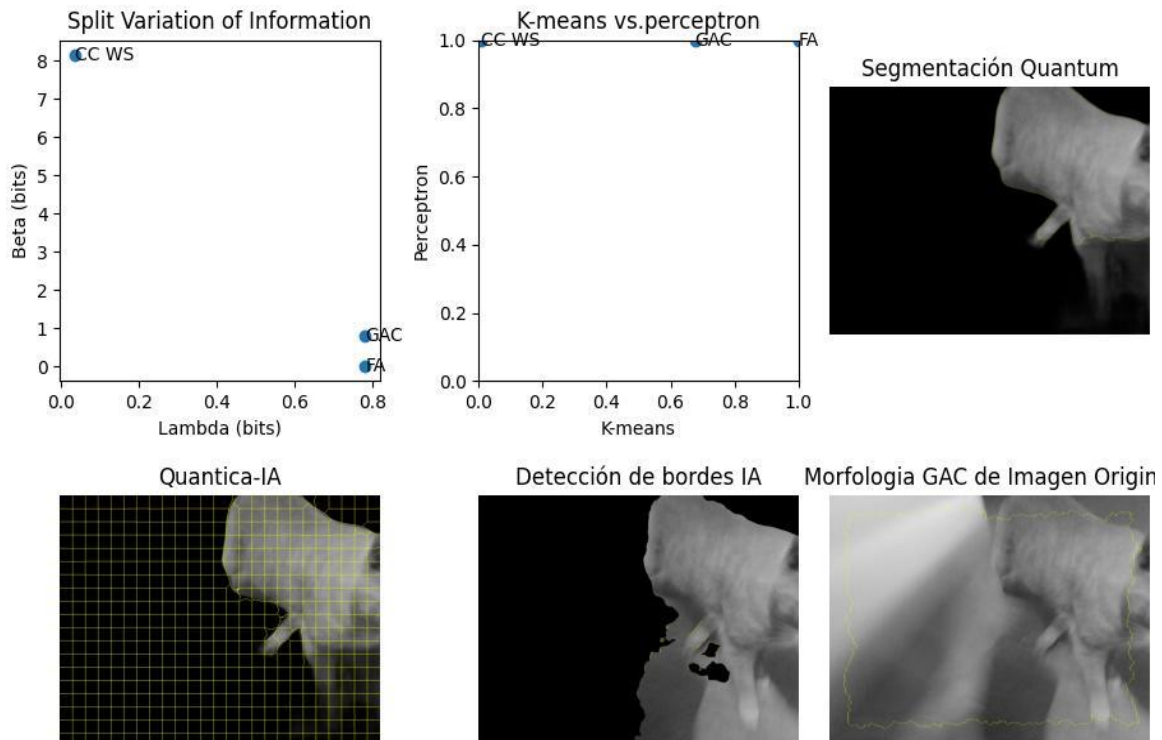 Split Variation of Information
8
7
6
5
4
3
2
1
0
Beta (bits)
CC WS
GAC
FA
0.0 0.2 0.4 0.6 0.8
Lambda (bits)
K-means vs.perceptron
1.0
0.8
0.6
0.4
0.2
0.0
Perceptron
CC WS
GAC
FA
0.0 0.2 0.4 0.6 0.8 1.0
K-means
Segmentación Quantum
Quantica-IA
Detección de bordes IA
Morfologia GAC de Imagen Origin